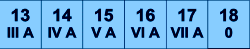 13 14 15 16 17 18
III A IV A V A VI A VII A 0